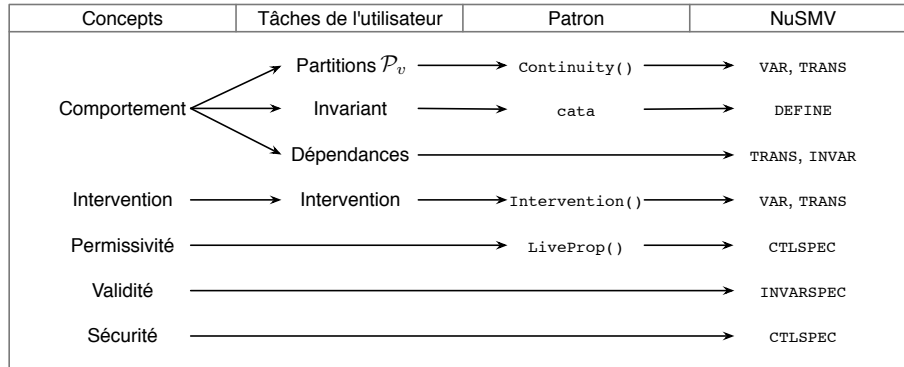 Concepts Tâches de l'utilisateur Patron NuSMV
Partitions 𝒫ᵥ Continuity() VAR, TRANS
Comportement Invariant cata DEFINE
Dépendances TRANS, INVAR
Intervention Intervention Intervention() VAR, TRANS
Permissivité LiveProp() CTLSPEC
Validité INVARSPEC
Sécurité CTLSPEC